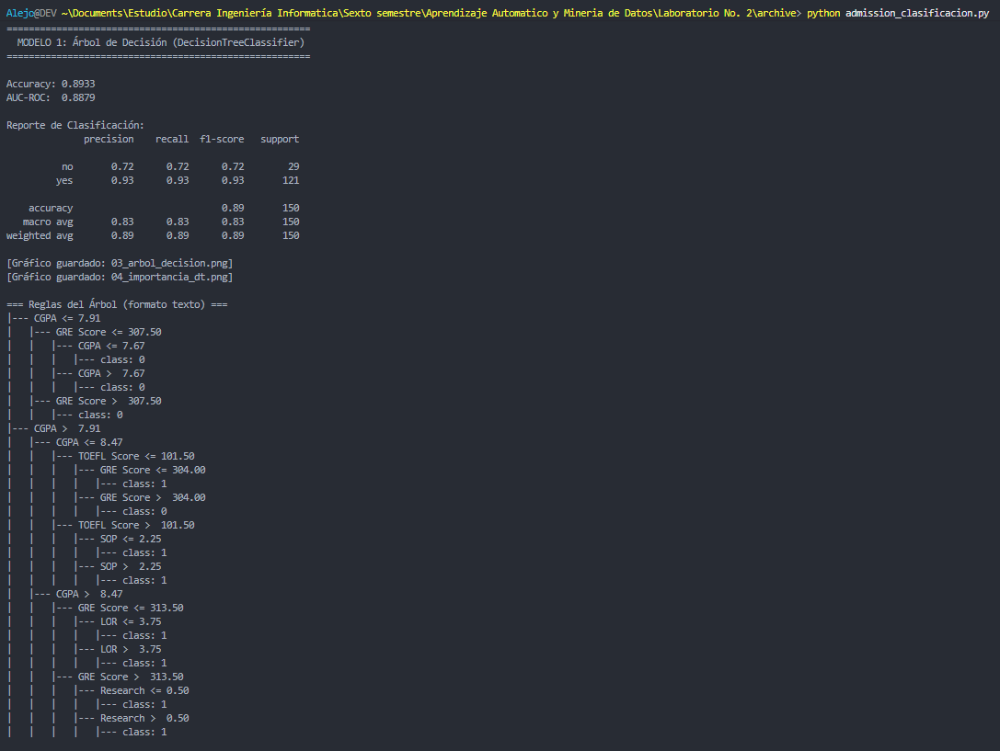 Alejo@DEV ~\Documents\Estudio\Carrera Ingeniería Informatica\Sexto semestre\Aprendizaje Automatico y Mineria de Datos\Laboratorio No. 2\archive> python admission_clasificacion.py
=======================================================
  MODELO 1: Árbol de Decisión (DecisionTreeClassifier)
=======================================================

Accuracy: 0.8933
AUC-ROC:  0.8879

Reporte de Clasificación:
              precision    recall  f1-score   support

          no       0.72      0.72      0.72        29
         yes       0.93      0.93      0.93       121

    accuracy                           0.89       150
   macro avg       0.83      0.83      0.83       150
weighted avg       0.89      0.89      0.89       150

[Gráfico guardado: 03_arbol_decision.png]
[Gráfico guardado: 04_importancia_dt.png]

=== Reglas del Árbol (formato texto) ===
|--- CGPA <= 7.91
|   |--- GRE Score <= 307.50
|   |   |--- CGPA <= 7.67
|   |   |   |--- class: 0
|   |   |--- CGPA >  7.67
|   |   |   |--- class: 0
|   |--- GRE Score >  307.50
|   |   |--- class: 0
|--- CGPA >  7.91
|   |--- CGPA <= 8.47
|   |   |--- TOEFL Score <= 101.50
|   |   |   |--- GRE Score <= 304.00
|   |   |   |   |--- class: 1
|   |   |   |--- GRE Score >  304.00
|   |   |   |   |--- class: 0
|   |   |--- TOEFL Score >  101.50
|   |   |   |--- SOP <= 2.25
|   |   |   |   |--- class: 1
|   |   |   |--- SOP >  2.25
|   |   |   |   |--- class: 1
|   |--- CGPA >  8.47
|   |   |--- GRE Score <= 313.50
|   |   |   |--- LOR <= 3.75
|   |   |   |   |--- class: 1
|   |   |   |--- LOR >  3.75
|   |   |   |   |--- class: 1
|   |   |--- GRE Score >  313.50
|   |   |   |--- Research <= 0.50
|   |   |   |   |--- class: 1
|   |   |   |--- Research >  0.50
|   |   |   |   |--- class: 1